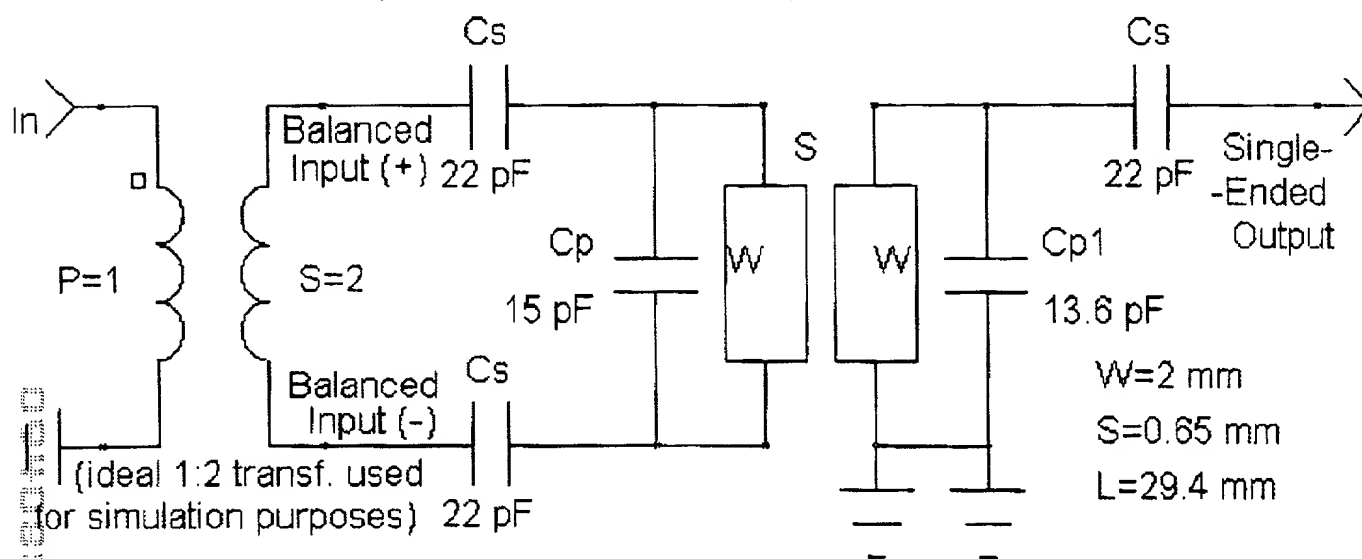 Cs
Cs
In
Balanced
Input (+)
22 pF
S
22 pF
Single-
-Ended
Output
P=1
S=2
Cp
15 pF
W
W
Cp1
13.6 pF
Balanced
Input (-)
Cs
22 pF
W=2 mm
S=0.65 mm
L=29.4 mm
(ideal 1:2 transf. used
for simulation purposes)